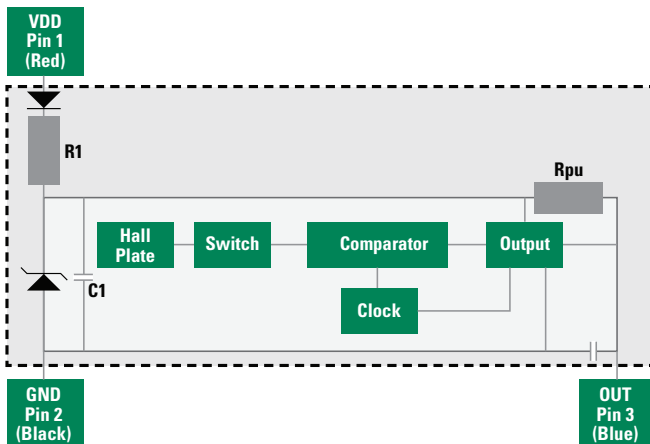 VDD
Pin 1
(Red)
R1
Rpu
Hall
Plate
Switch
Comparator
Output
C1
Clock
GND
Pin 2
(Black)
OUT
Pin 3
(Blue)